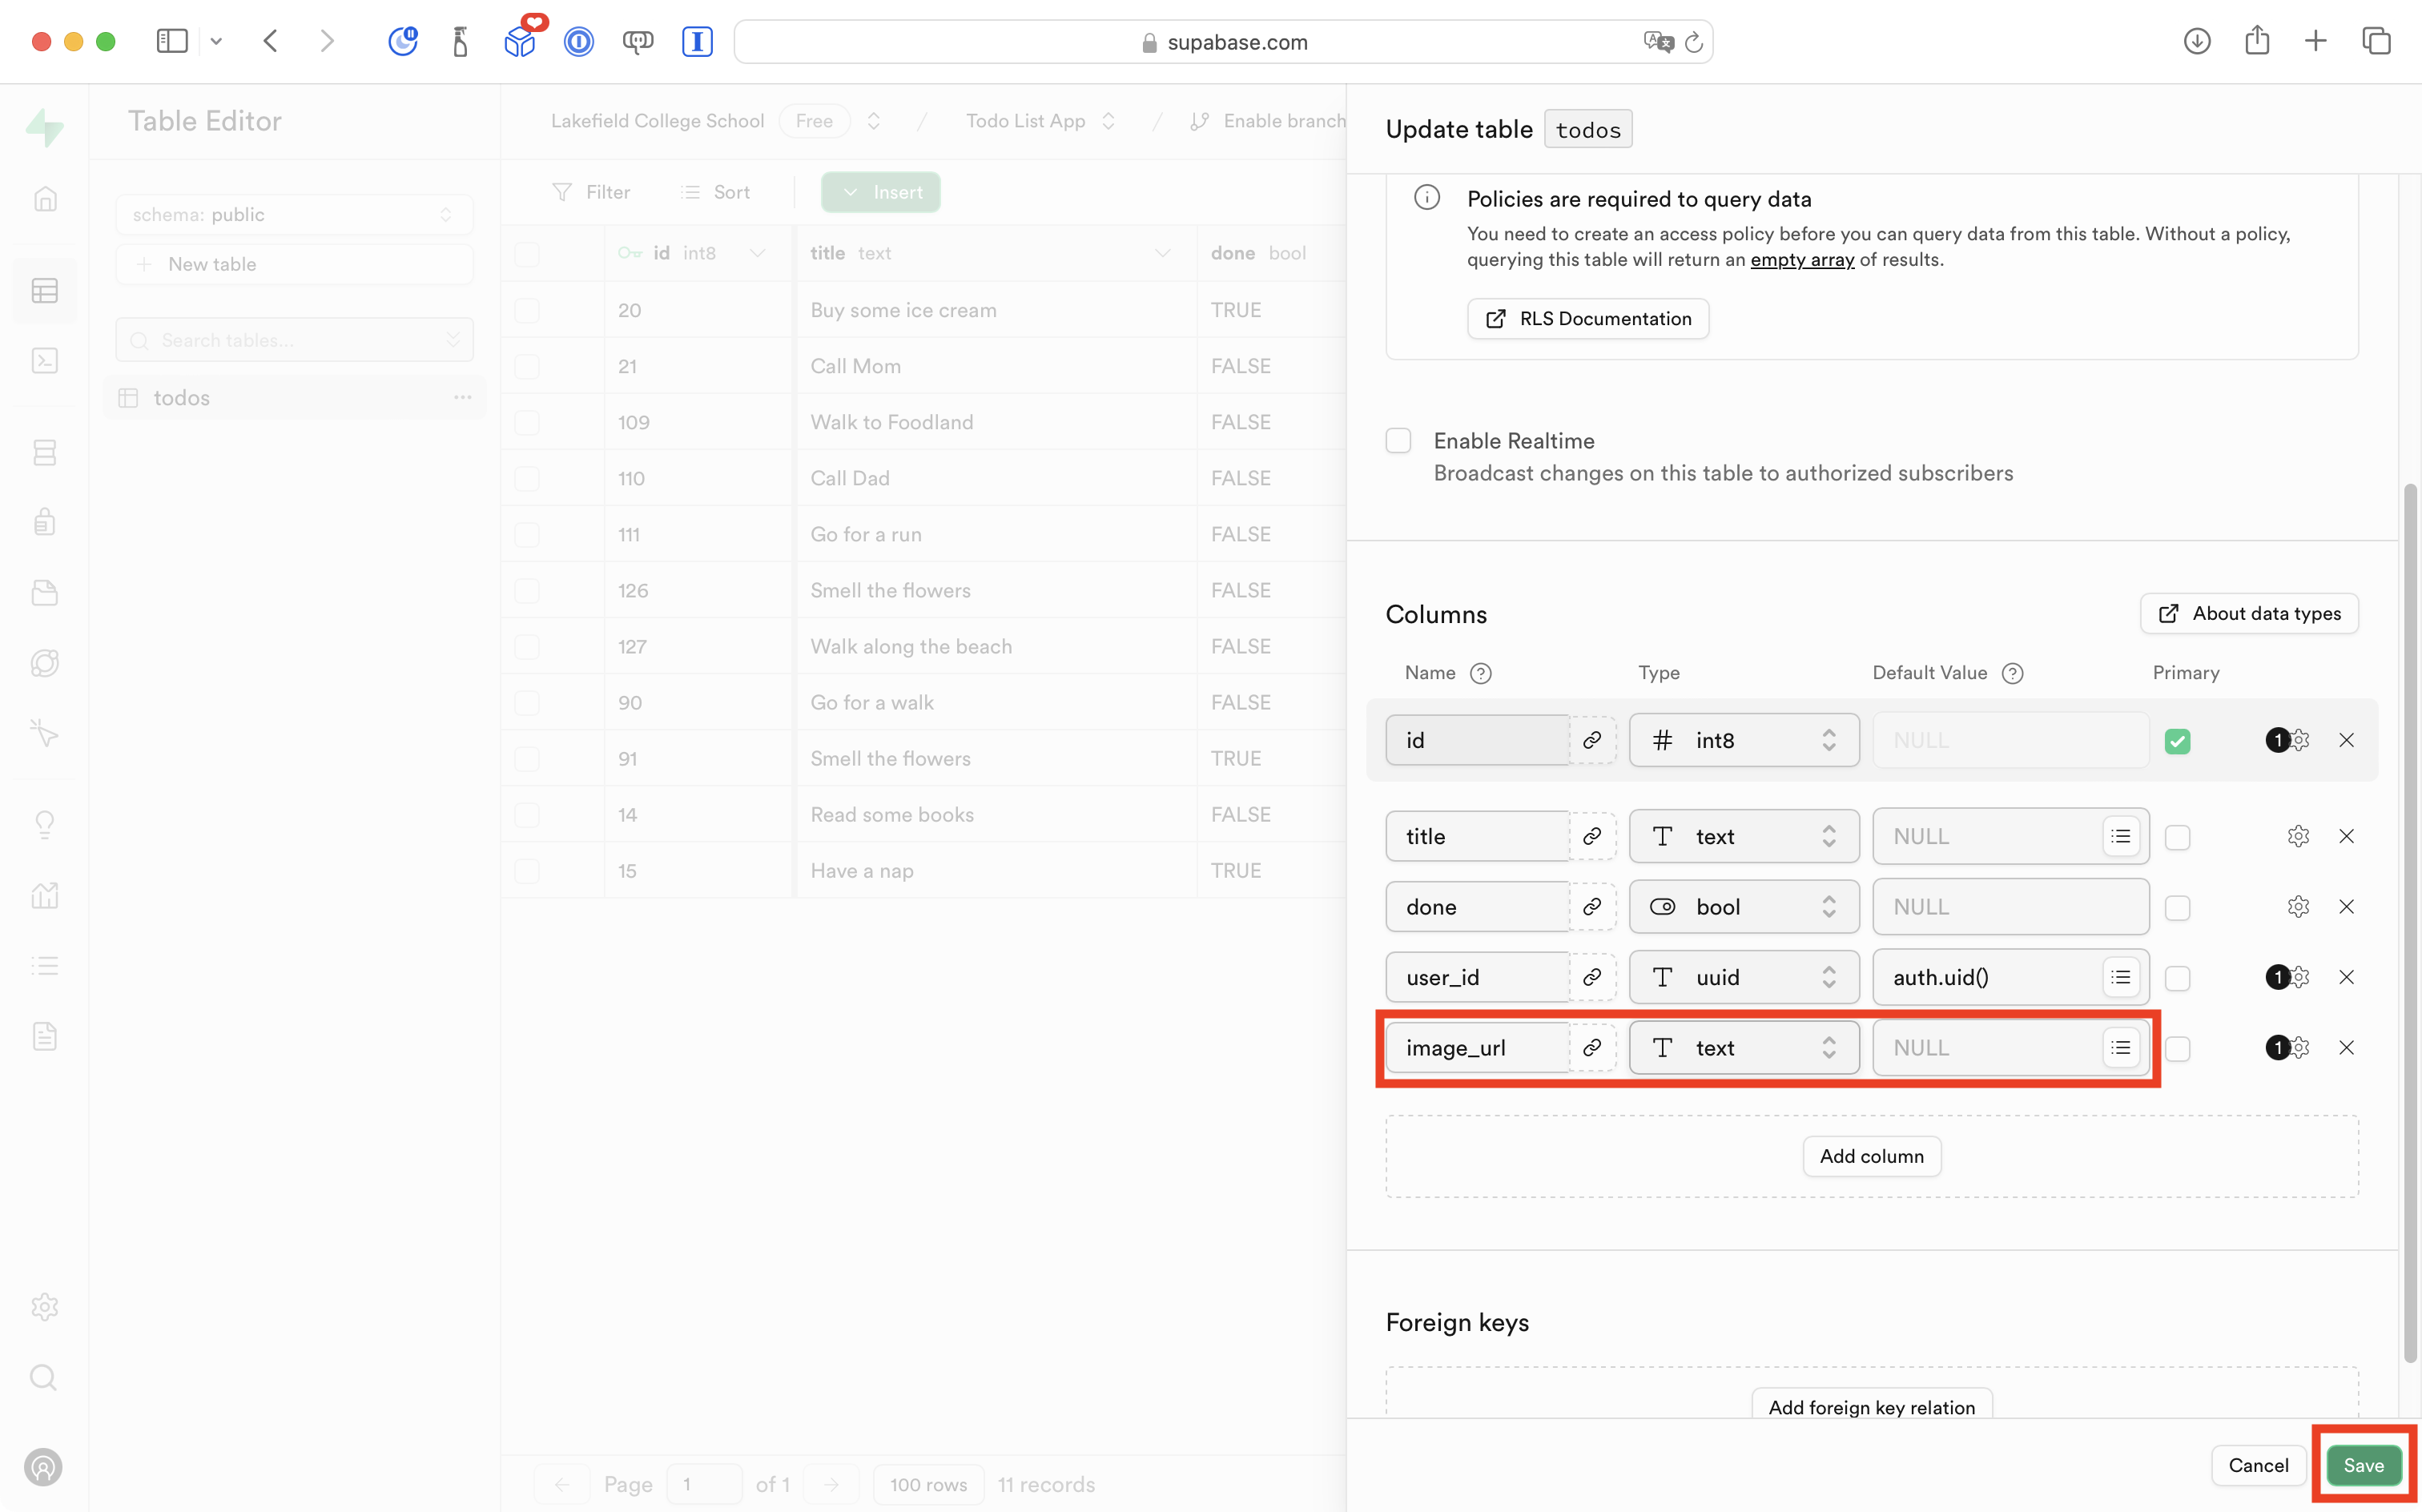 supabase.com
Table Editor
Lakefield College School Free / Todo List App / Enable branch
schema: public
New table
Search tables...
todos
Filter Sort Insert
id int8 title text done bool
20 Buy some ice cream TRUE
21 Call Mom FALSE
109 Walk to Foodland FALSE
110 Call Dad FALSE
111 Go for a run FALSE
126 Smell the flowers FALSE
127 Walk along the beach FALSE
90 Go for a walk FALSE
91 Smell the flowers TRUE
14 Read some books FALSE
15 Have a nap TRUE
Page 1 of 1 100 rows 11 records
Update table todos
Policies are required to query data
You need to create an access policy before you can query data from this table. Without a policy,
querying this table will return an empty array of results.
RLS Documentation
Enable Realtime
Broadcast changes on this table to authorized subscribers
Columns About data types
Name Type Default Value Primary
id int8 NULL 1
title text NULL
done bool NULL
user_id uuid auth.uid() 1
image_url text NULL 1
Add column
Foreign keys
Add foreign key relation
Cancel Save